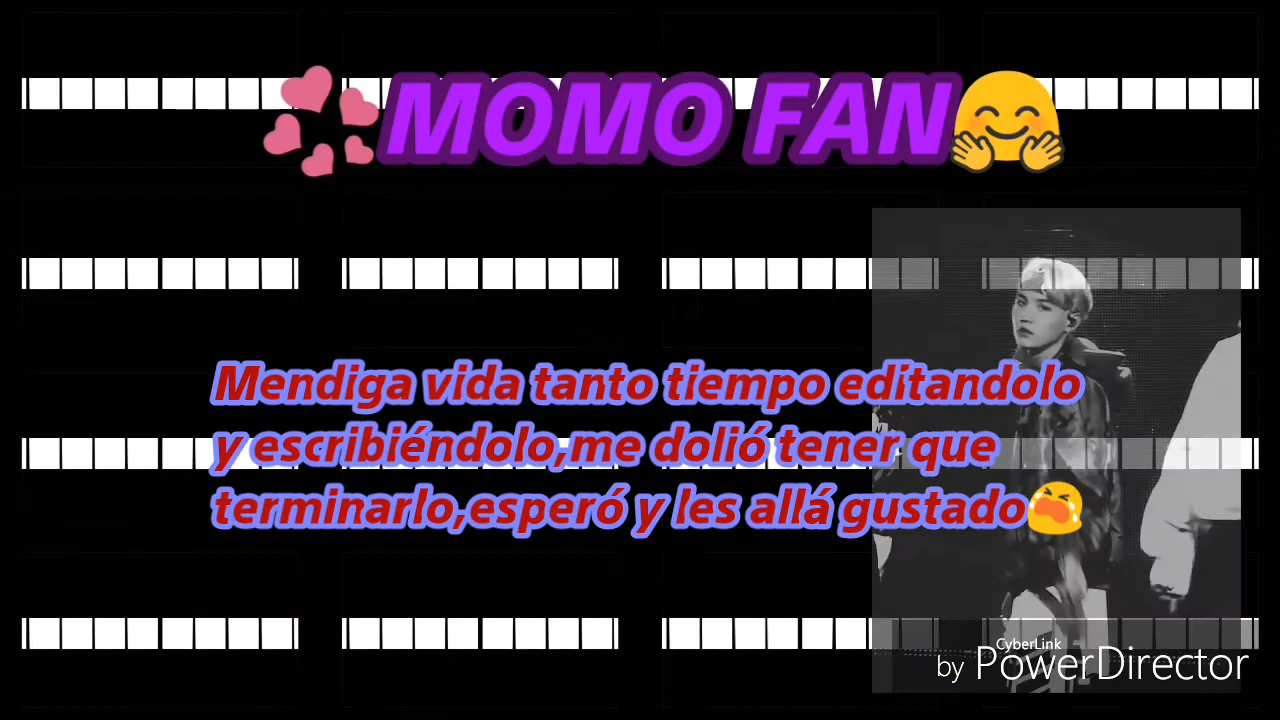 💞MOMO FAN🤗
Mendiga vida tanto tiempo editandolo
y escribiéndolo,me dolió tener que
terminarlo,esperó y les allá gustado😭
CyberLink
by PowerDirector